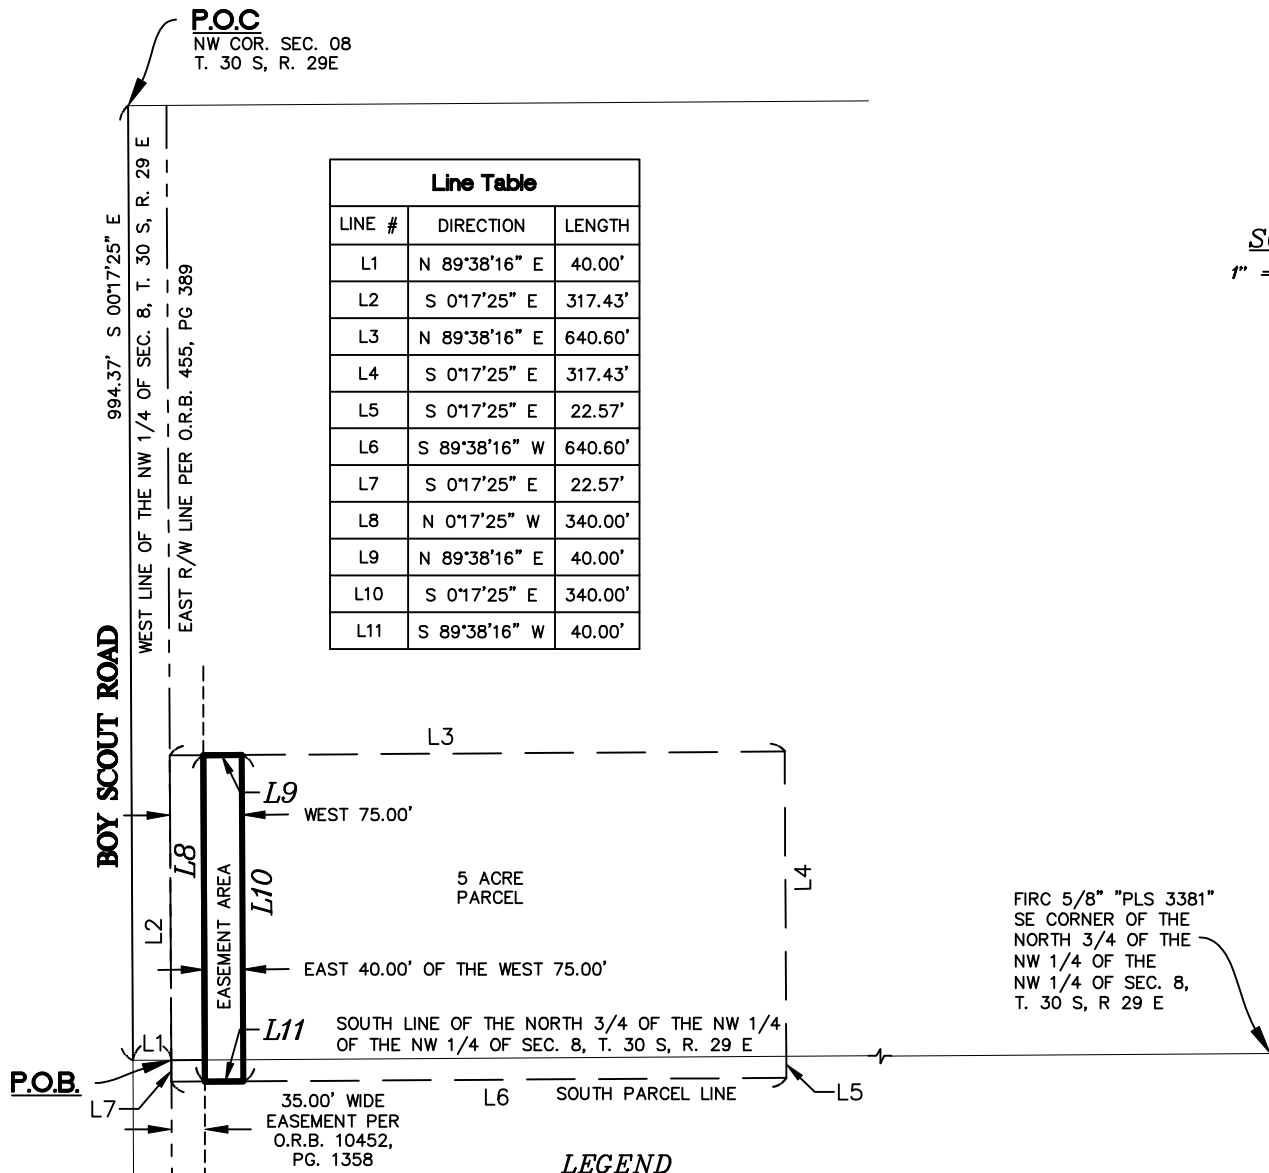 P.O.C
NW COR. SEC. 08
T. 30 S, R. 29E
994.37' S 00°17'25" E
WEST LINE OF THE NW 1/4 OF SEC. 8, T. 30 S, R. 29 E
EAST R/W LINE PER O.R.B. 455, PG 389
BOY SCOUT ROAD
Line Table
LINE # DIRECTION LENGTH
L1 N 89°38'16" E 40.00'
L2 S 0°17'25" E 317.43'
L3 N 89°38'16" E 640.60'
L4 S 0°17'25" E 317.43'
L5 S 0°17'25" E 22.57'
L6 S 89°38'16" W 640.60'
L7 S 0°17'25" E 22.57'
L8 N 0°17'25" W 340.00'
L9 N 89°38'16" E 40.00'
L10 S 0°17'25" E 340.00'
L11 S 89°38'16" W 40.00'
1" =
L3
L9
WEST 75.00'
L8
L10
EASEMENT AREA
L2
5 ACRE
PARCEL
L4
EAST 40.00' OF THE WEST 75.00'
L11
SOUTH LINE OF THE NORTH 3/4 OF THE NW 1/4
OF THE NW 1/4 OF SEC. 8, T. 30 S, R. 29 E
FIRC 5/8" "PLS 3381"
SE CORNER OF THE
NORTH 3/4 OF THE
NW 1/4 OF THE
NW 1/4 OF SEC. 8,
T. 30 S, R 29 E
L1
P.O.B.
L7
L6
SOUTH PARCEL LINE
L5
35.00' WIDE
EASEMENT PER
O.R.B. 10452,
PG. 1358
LEGEND